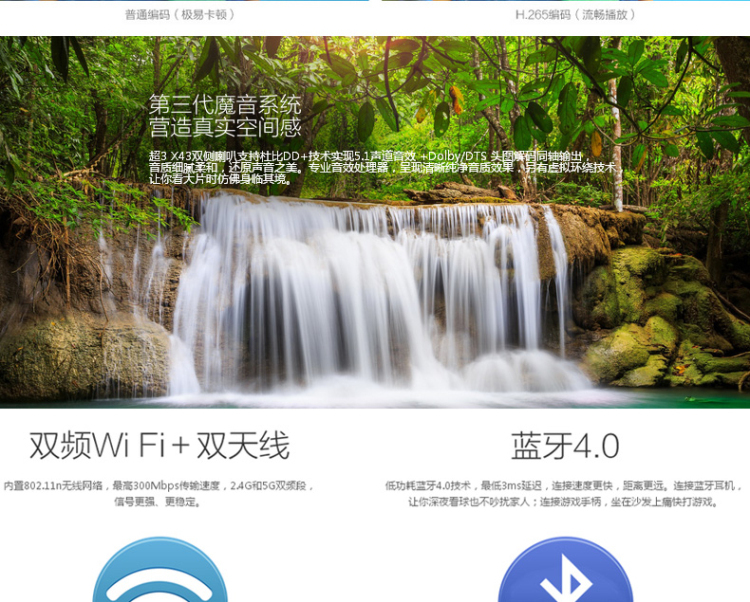 普通编码（极易卡顿）
H.265编码（流畅播放）
第三代魔音系统
营造真实空间感
超3 X43双侧喇叭支持杜比DD+技术实现5.1声道音效 +Dolby/DTS 头图解码同轴输出，
音质细腻柔和，还原声音之美。专业音效处理器，呈现清晰纯净音质效果，另有虚拟环绕技术，
让你看大片时仿佛身临其境。
双频Wi Fi＋双天线
内置802.11n无线网络，最高300Mbps传输速度，2.4G和5G双频段，
信号更强、更稳定。
蓝牙4.0
低功耗蓝牙4.0技术，最低3ms延迟，连接速度更快，距离更远。连接蓝牙耳机，
让你深夜看球也不吵扰家人；连接游戏手柄，坐在沙发上痛快打游戏。